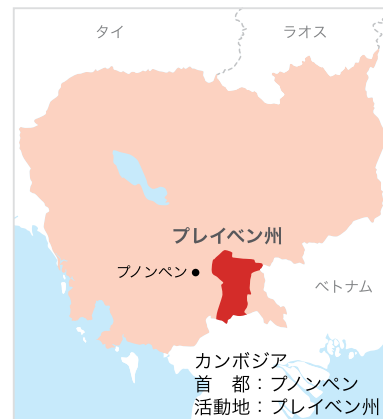 タイ
ラオス
プレイベン州
プノンペン
ベトナム
カンボジア
首　都：プノンペン
活動地：プレイベン州